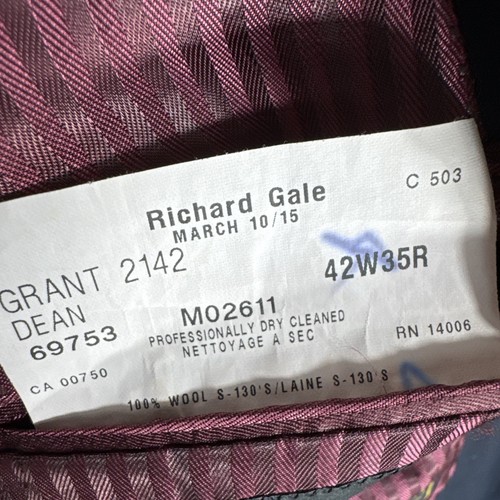 C 503
Richard Gale
MARCH 10/15
GRANT 2142
42W35R
DEAN
M02611
69753
PROFESSIONALLY DRY CLEANED
RN 14006
NETTOYAGE A SEC
CA 00750
100% WOOL S-130'S/LAINE S-130'S